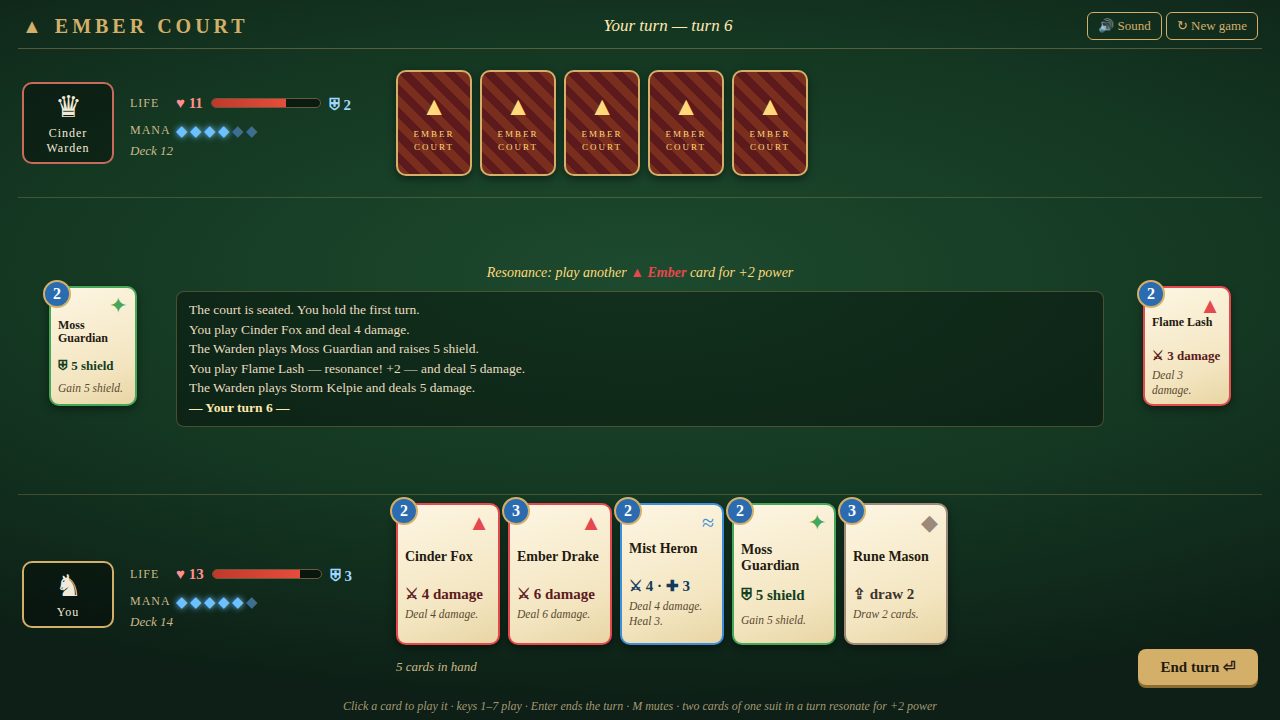 ▲ EMBER COURT
Your turn — turn 6
🔊 Sound
↻ New game
♛
Cinder
Warden
LIFE ♥ 11 ⛨ 2
MANA ◆◆◆◆◆◆
Deck 12
▲ EMBER COURT
▲ EMBER COURT
▲ EMBER COURT
▲ EMBER COURT
▲ EMBER COURT
Resonance: play another ▲ Ember card for +2 power
2 ✦
Moss
Guardian
⛨ 5 shield
Gain 5 shield.
The court is seated. You hold the first turn.
You play Cinder Fox and deal 4 damage.
The Warden plays Moss Guardian and raises 5 shield.
You play Flame Lash — resonance! +2 — and deal 5 damage.
The Warden plays Storm Kelpie and deals 5 damage.
— Your turn 6 —
2 ▲
Flame Lash
⚔ 3 damage
Deal 3
damage.
♞
You
LIFE ♥ 13 ⛨ 3
MANA ◆◆◆◆◆◆
Deck 14
2 ▲
Cinder Fox
⚔ 4 damage
Deal 4 damage.
3 ▲
Ember Drake
⚔ 6 damage
Deal 6 damage.
2 ≈
Mist Heron
⚔ 4 · ✚ 3
Deal 4 damage.
Heal 3.
2 ✦
Moss
Guardian
⛨ 5 shield
Gain 5 shield.
3 ◆
Rune Mason
⇪ draw 2
Draw 2 cards.
5 cards in hand
End turn ⏎
Click a card to play it · keys 1–7 play · Enter ends the turn · M mutes · two cards of one suit in a turn resonate for +2 power